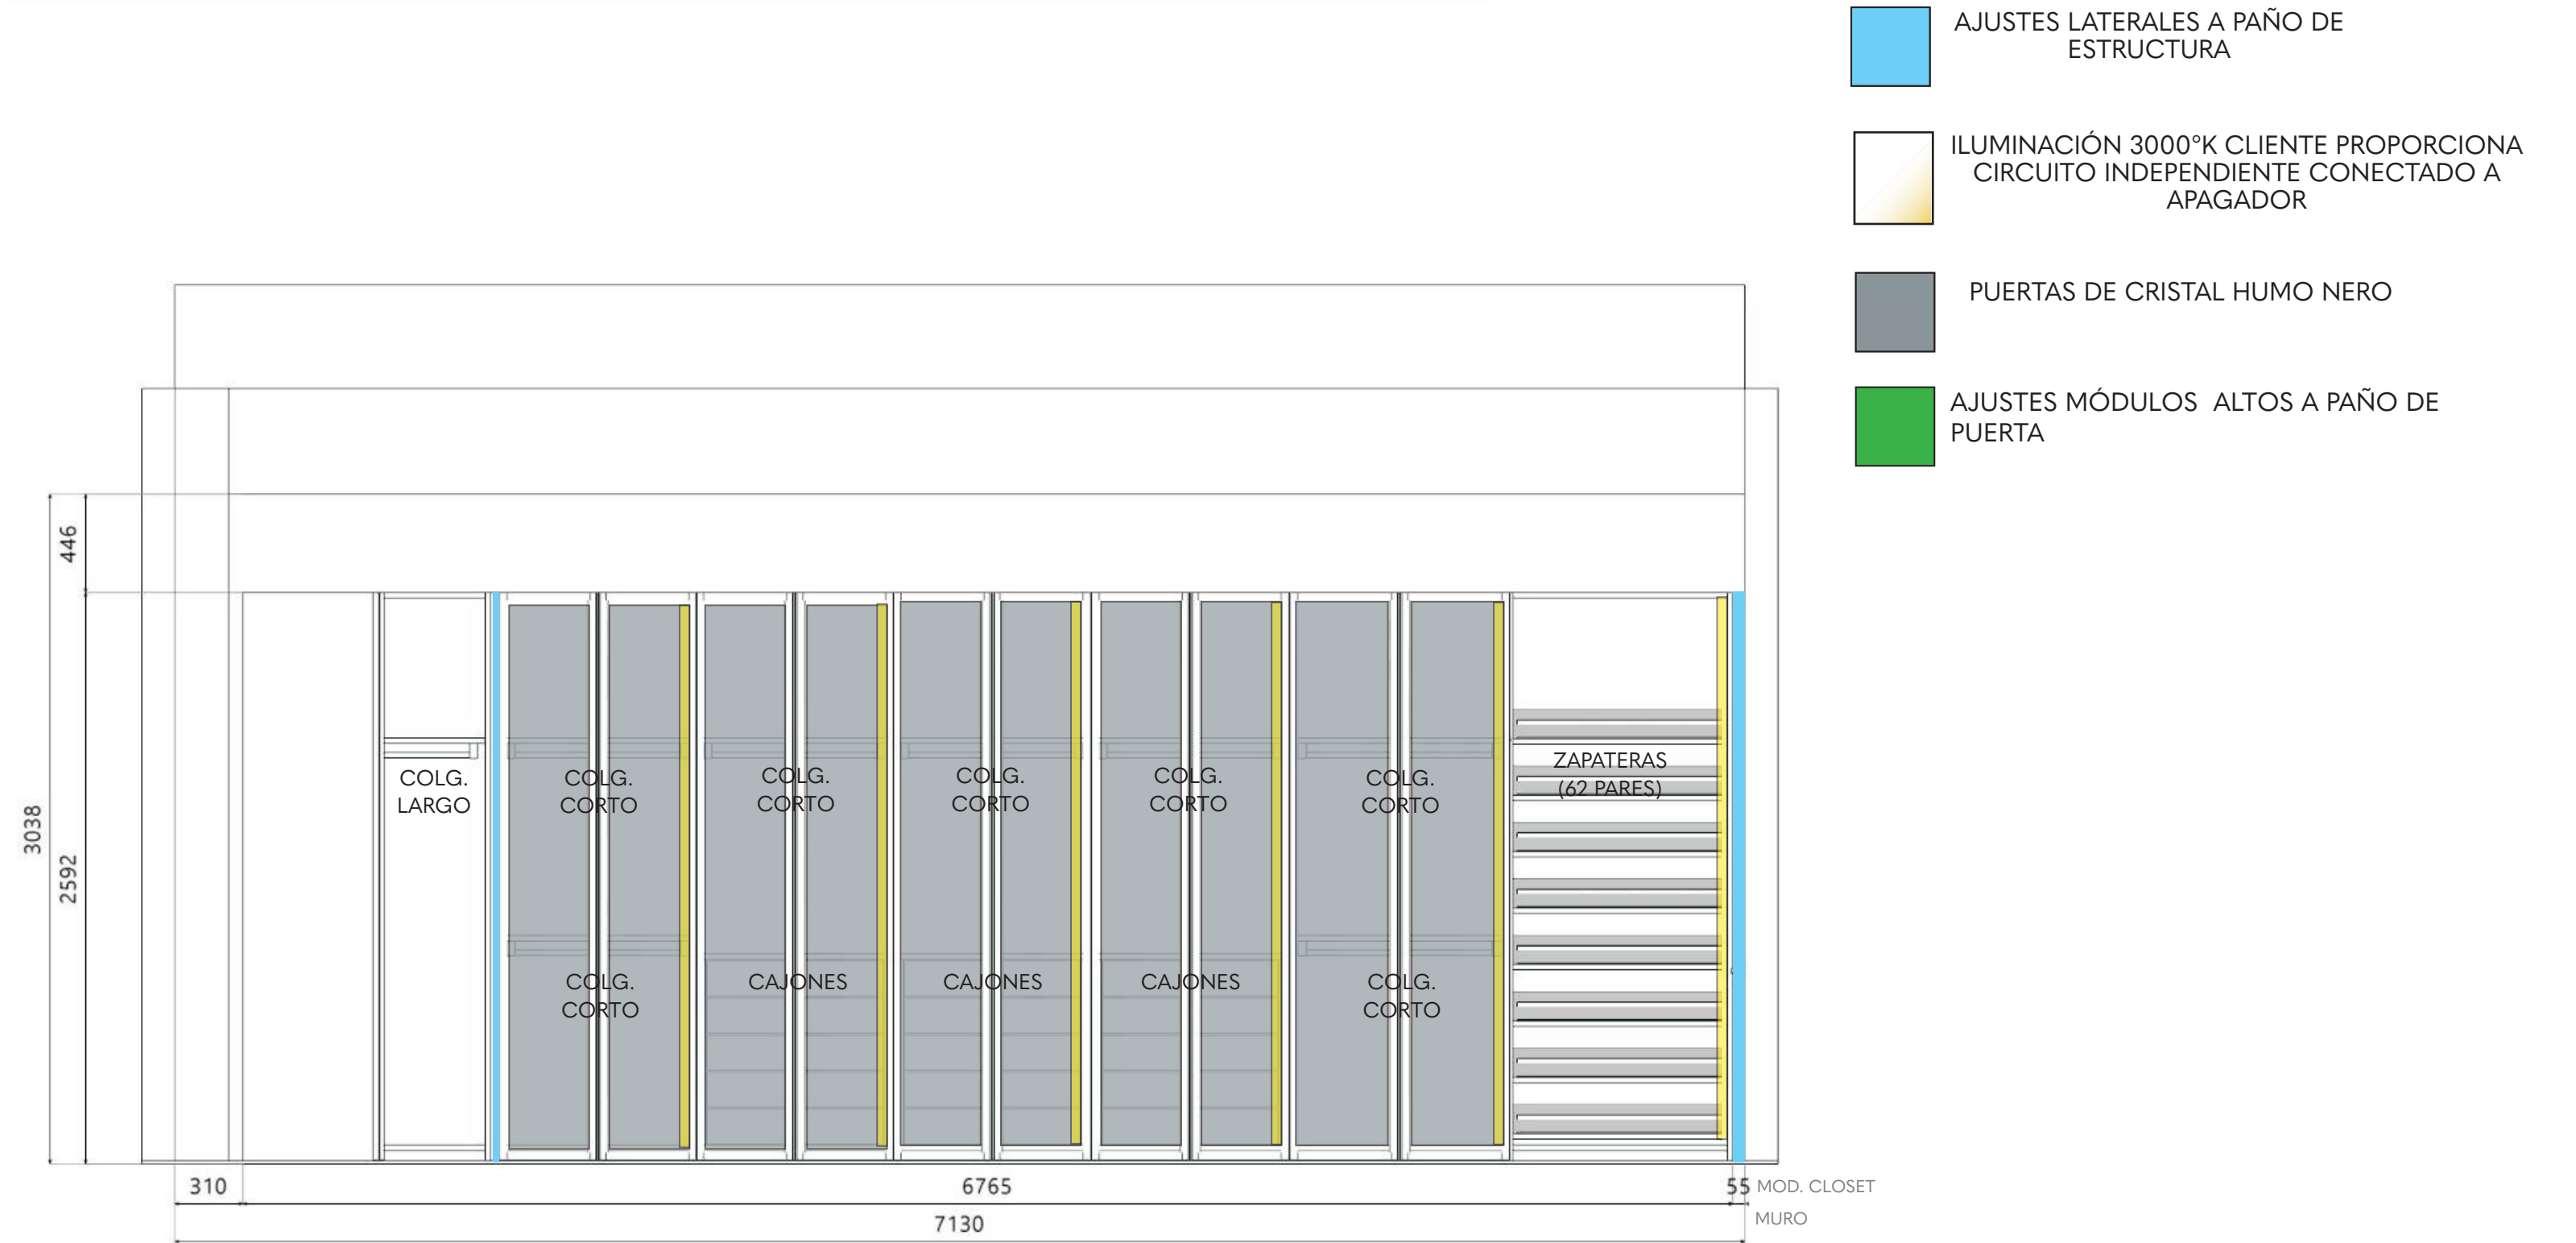 AJUSTES LATERALES A PAÑO DE
ESTRUCTURA
ILUMINACIÓN 3000°K CLIENTE PROPORCIONA
CIRCUITO INDEPENDIENTE CONECTADO A
APAGADOR
PUERTAS DE CRISTAL HUMO NERO
AJUSTES MÓDULOS  ALTOS A PAÑO DE
PUERTA
446
3038
2592
COLG.
LARGO
COLG.
CORTO
COLG.
CORTO
COLG.
CORTO
COLG.
CORTO
COLG.
CORTO
ZAPATERAS
(62 PARES)
COLG.
CORTO
CAJONES
CAJONES
CAJONES
COLG.
CORTO
310
6765
55
MOD. CLOSET
7130
MURO